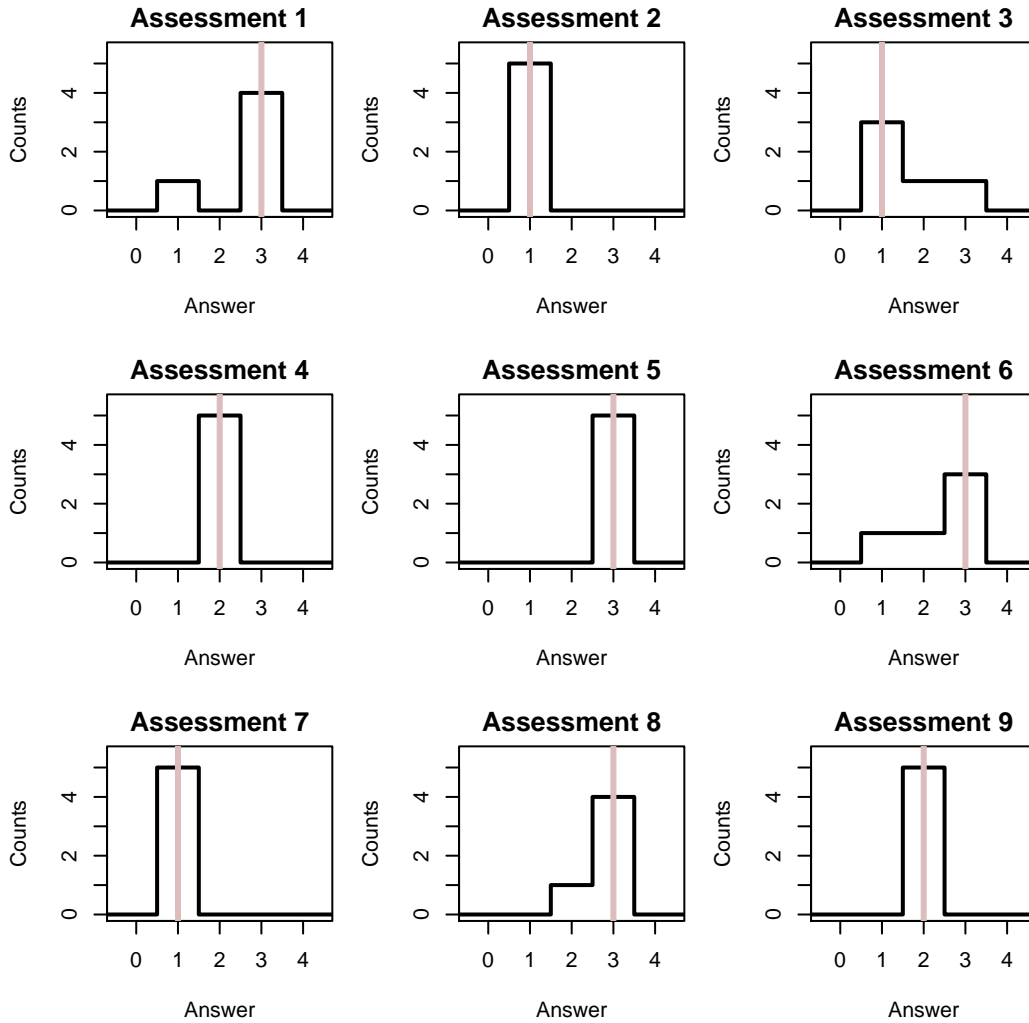 Assessment 1
Counts
0 2 4
0 1 2 3 4
Answer
Assessment 2
Counts
0 2 4
0 1 2 3 4
Answer
Assessment 3
Counts
0 2 4
0 1 2 3 4
Answer
Assessment 4
Counts
0 2 4
0 1 2 3 4
Answer
Assessment 5
Counts
0 2 4
0 1 2 3 4
Answer
Assessment 6
Counts
0 2 4
0 1 2 3 4
Answer
Assessment 7
Counts
0 2 4
0 1 2 3 4
Answer
Assessment 8
Counts
0 2 4
0 1 2 3 4
Answer
Assessment 9
Counts
0 2 4
0 1 2 3 4
Answer